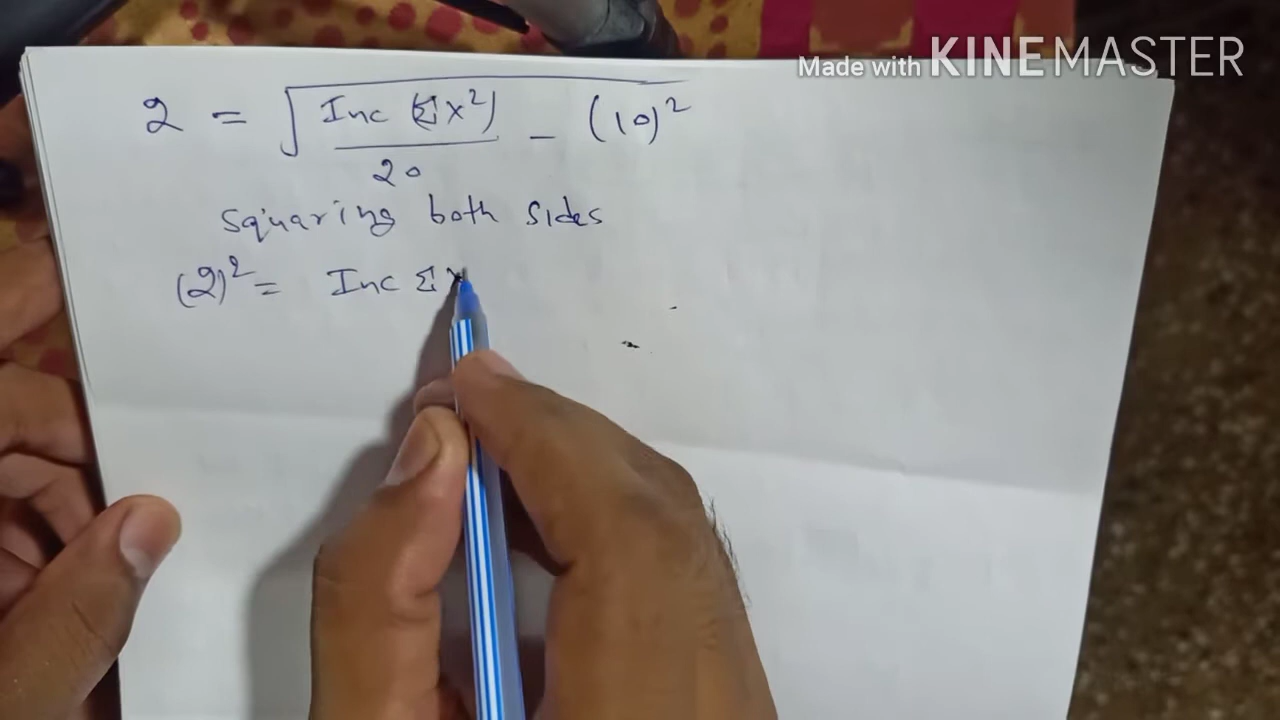 Made with KINEMASTER
2 = √(Inc (Σx²) / 20 - (10)²)
Squaring both sides
(2)² = Inc Σx